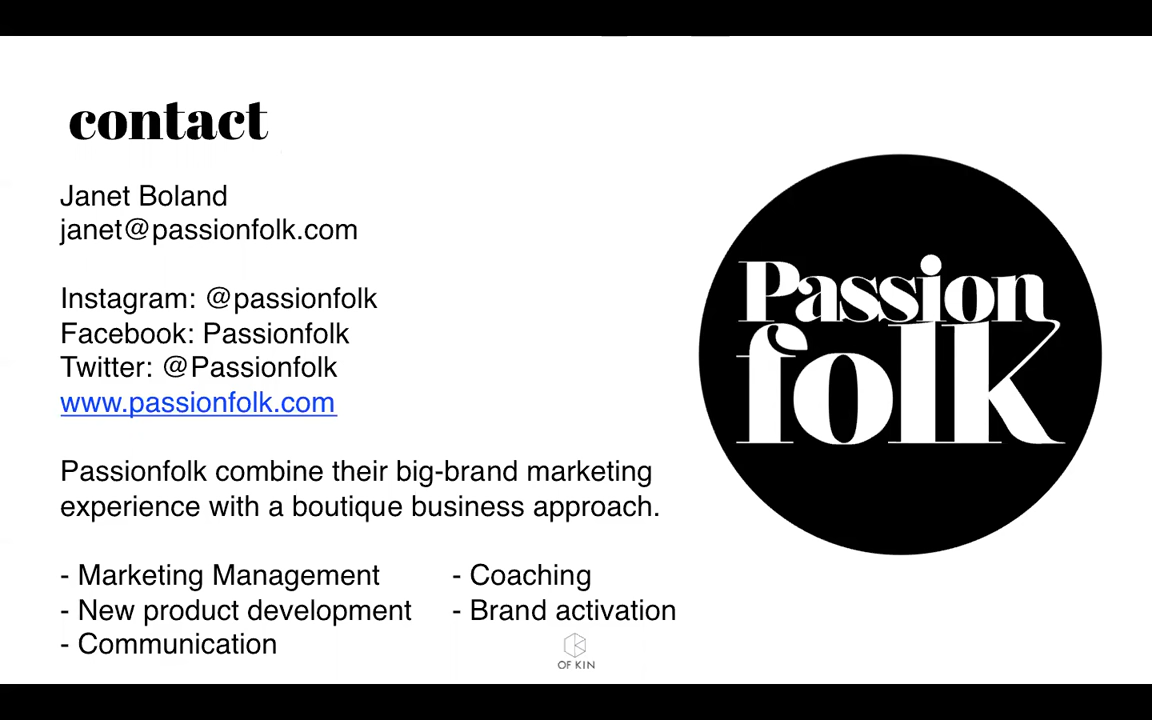 contact
Janet Boland
janet@passionfolk.com
Instagram: @passionfolk
Facebook: Passionfolk
Twitter: @Passionfolk
www.passionfolk.com
Passionfolk combine their big-brand marketing
experience with a boutique business approach.
- Marketing Management
- New product development
- Communication
- Coaching
- Brand activation
Passion
folk
OF KIN